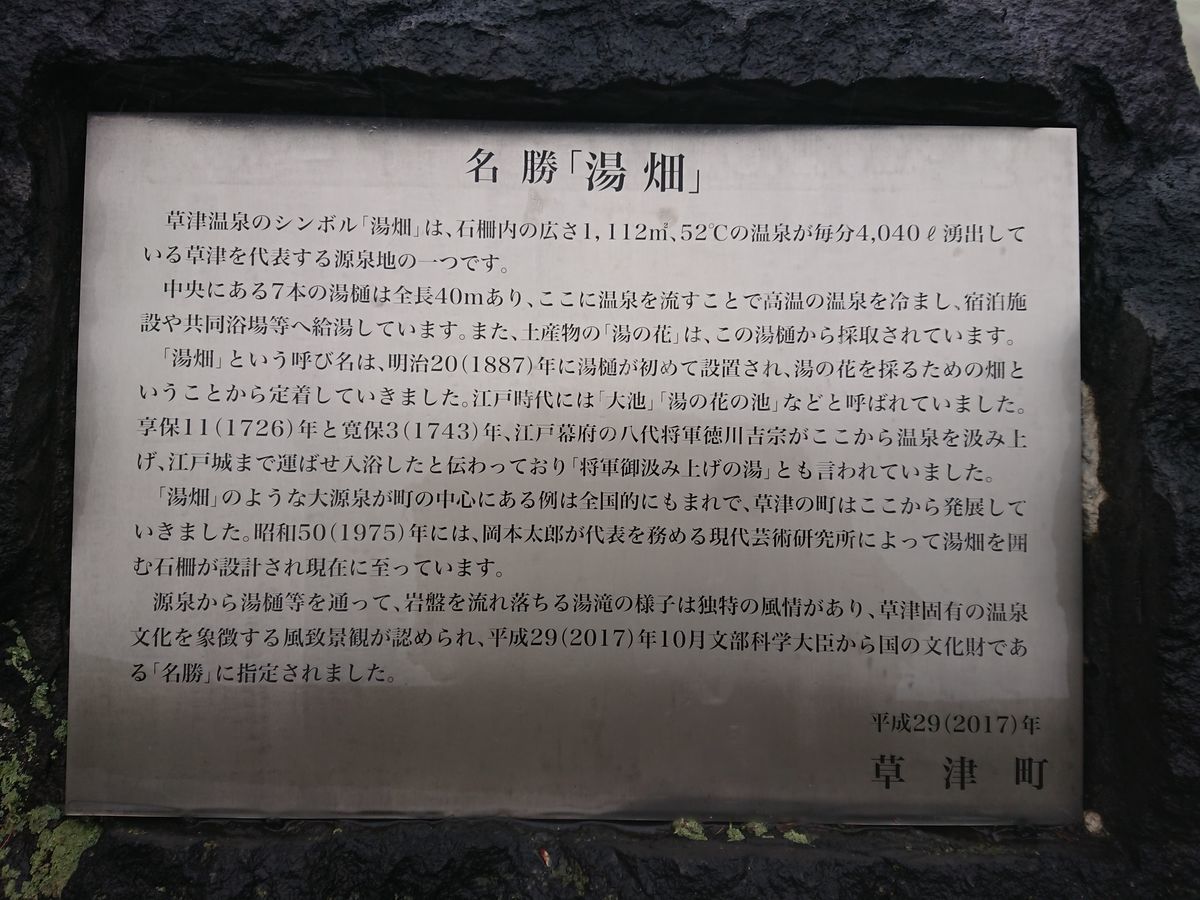 名勝「湯畑」
草津温泉のシンボル「湯畑」は、石柵内の広さ1,112㎡、52℃の温泉が毎分4,040ℓ湧出して
いる草津を代表する源泉地の一つです。
中央にある7本の湯樋は全長40mあり、ここに温泉を流すことで高温の温泉を冷まし、宿泊施
設や共同浴場等へ給湯しています。また、土産物の「湯の花」は、この湯樋から採取されています。
「湯畑」という呼び名は、明治20(1887)年に湯樋が初めて設置され、湯の花を採るための畑と
いうことから定着していきました。江戸時代には「大池」「湯の花の池」などと呼ばれていました。
享保11(1726)年と寛保3(1743)年、江戸幕府の八代将軍徳川吉宗がここから温泉を汲み上
げ、江戸城まで運ばせ入浴したと伝わっており「将軍御汲み上げの湯」とも言われていました。
「湯畑」のような大源泉が町の中心にある例は全国的にもまれで、草津の町はここから発展して
いきました。昭和50(1975)年には、岡本太郎が代表を務める現代芸術研究所によって湯畑を囲
む石柵が設計され現在に至っています。
源泉から湯樋等を通って、岩盤を流れ落ちる湯滝の様子は独特の風情があり、草津固有の温泉
文化を象徴する風致景観が認められ、平成29(2017)年10月文部科学大臣から国の文化財であ
る「名勝」に指定されました。
平成29(2017)年
草津町